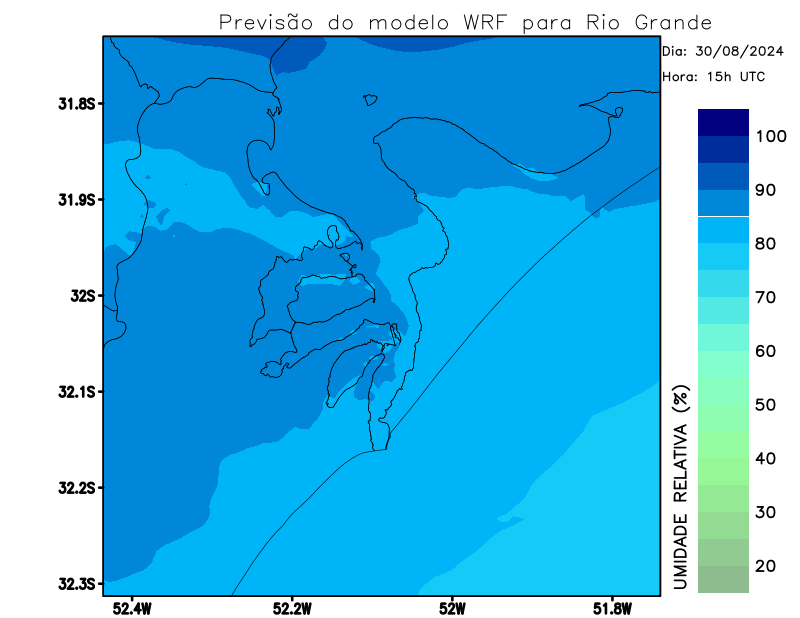 Previsão do modelo WRF para Rio Grande
Dia: 30/08/2024
Hora: 15h UTC
31.8S
31.9S
32S
32.1S
32.2S
32.3S
52.4W
52.2W
52W
51.8W
100
90
80
70
60
50
40
30
20
UMIDADE RELATIVA (%)